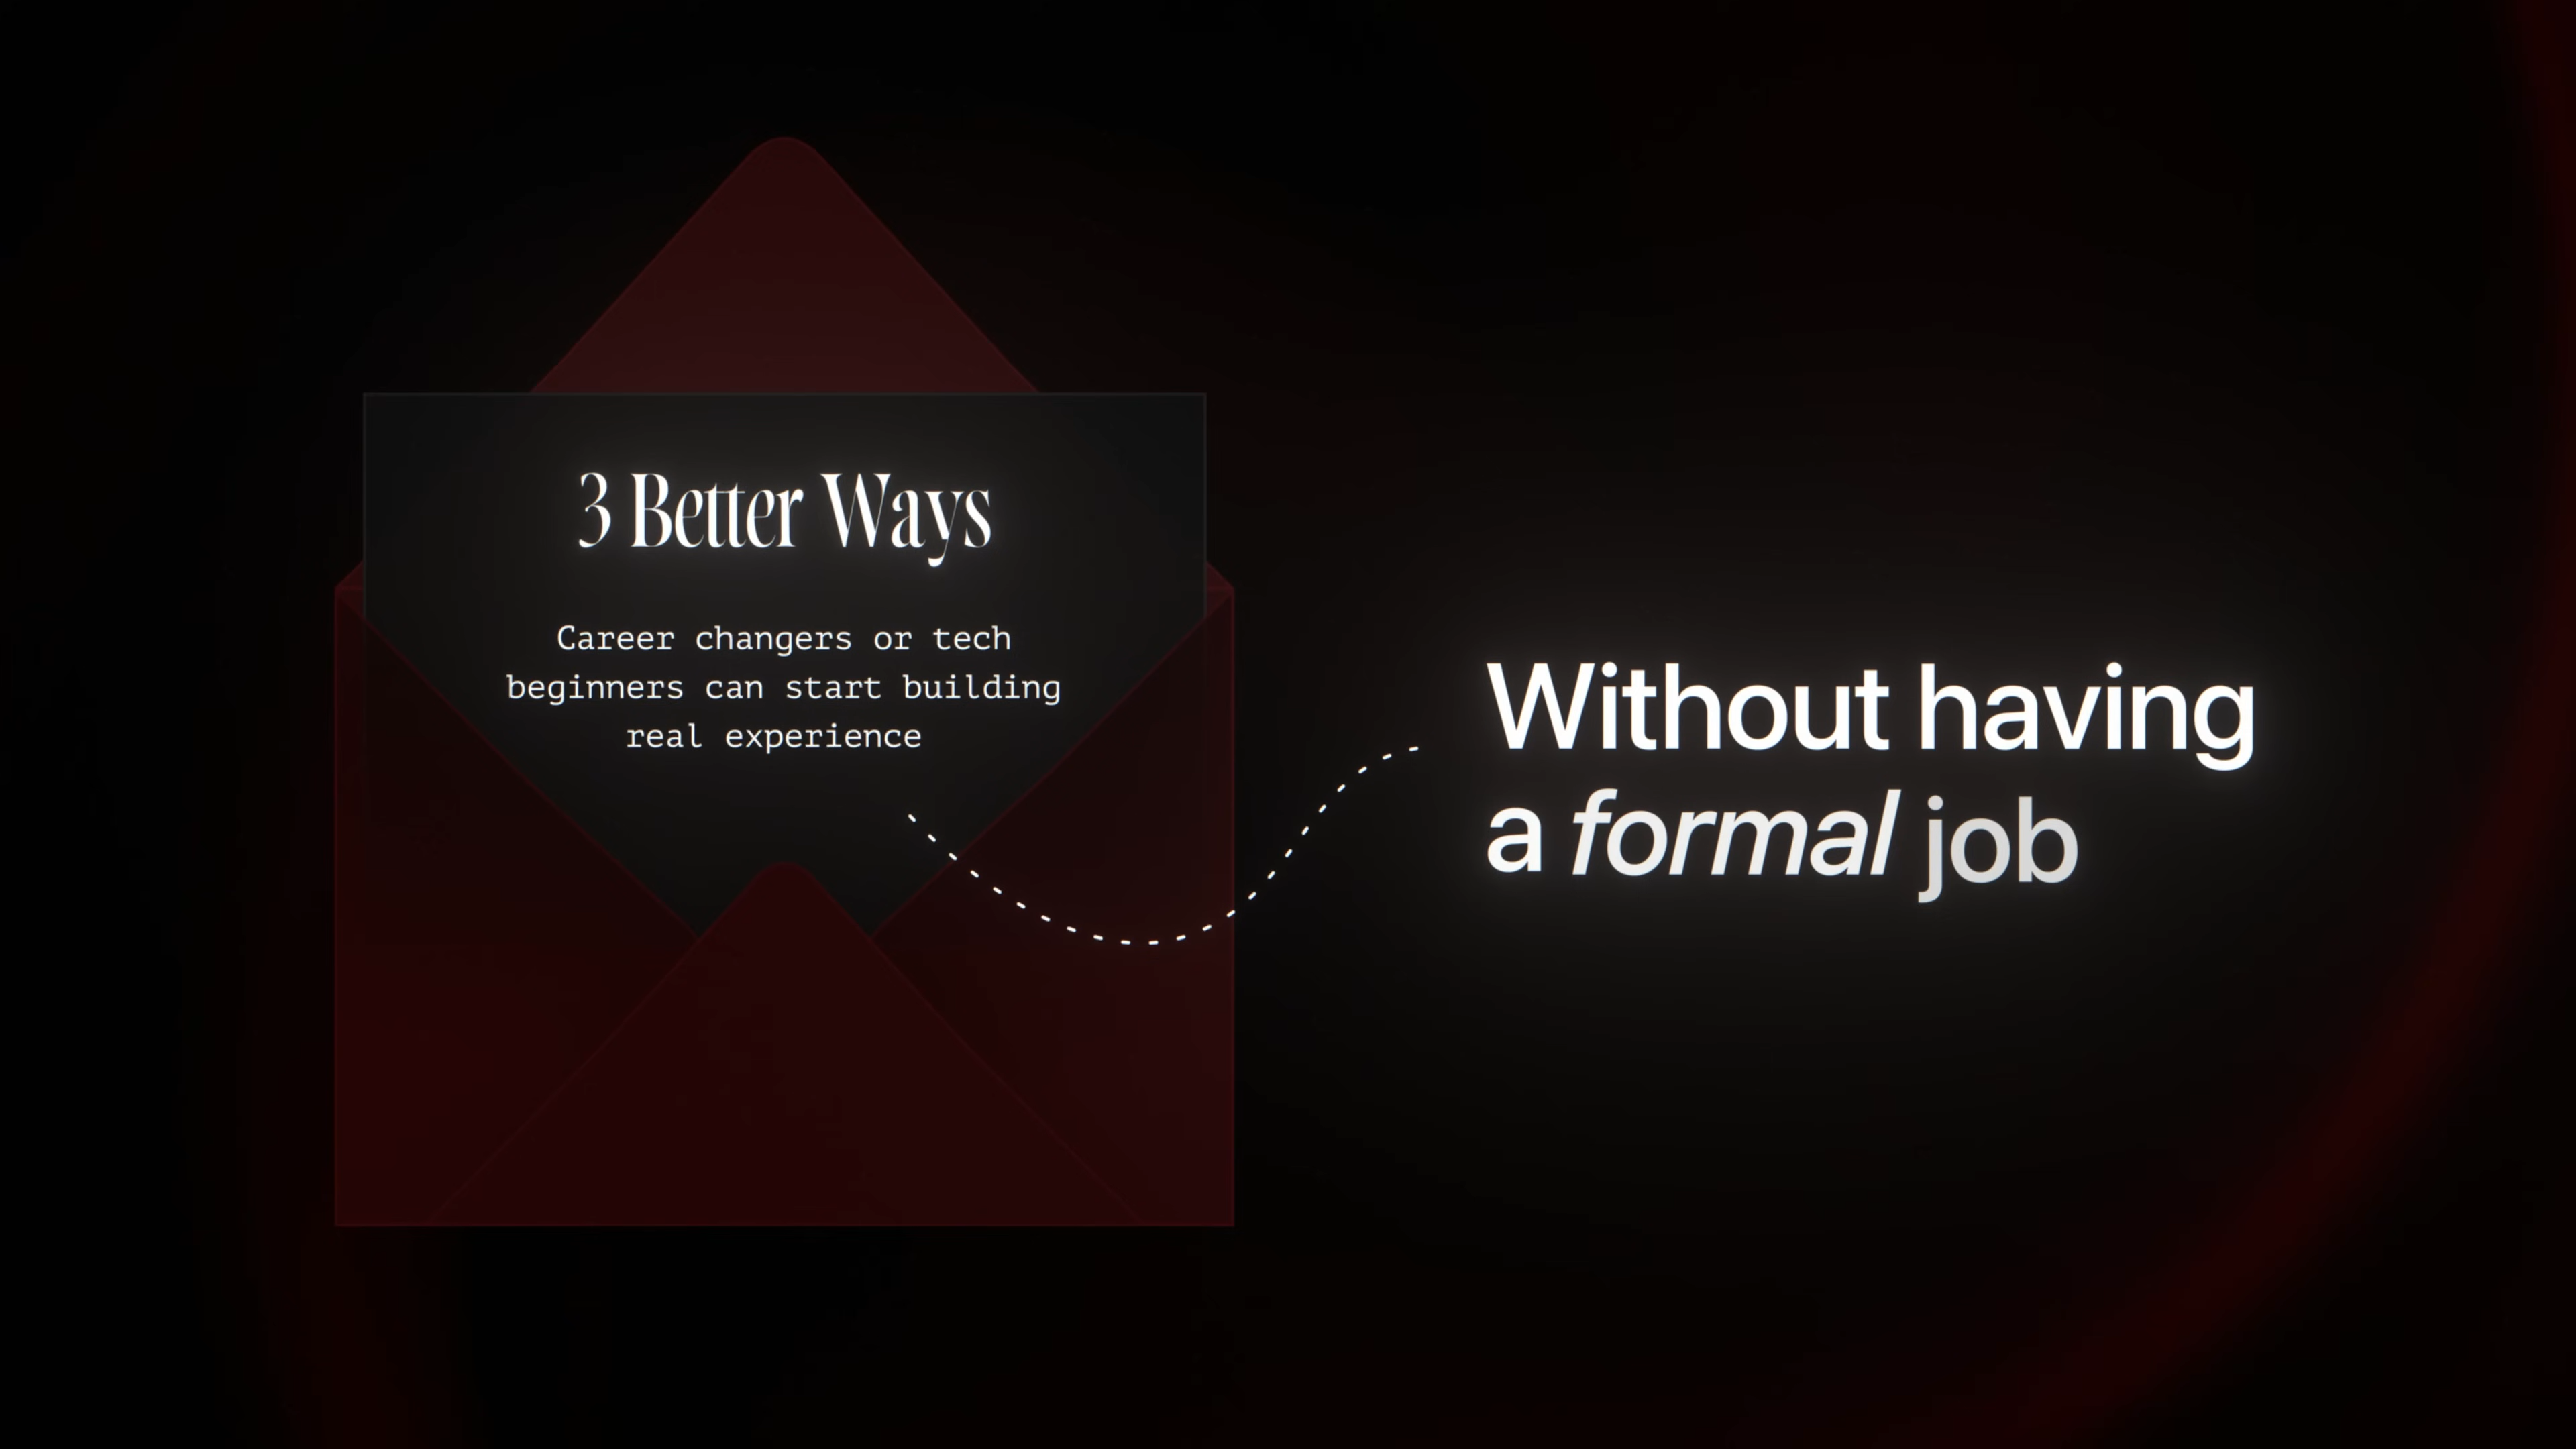 3 Better Ways
Career changers or tech
beginners can start building
real experience
Without having
a formal job